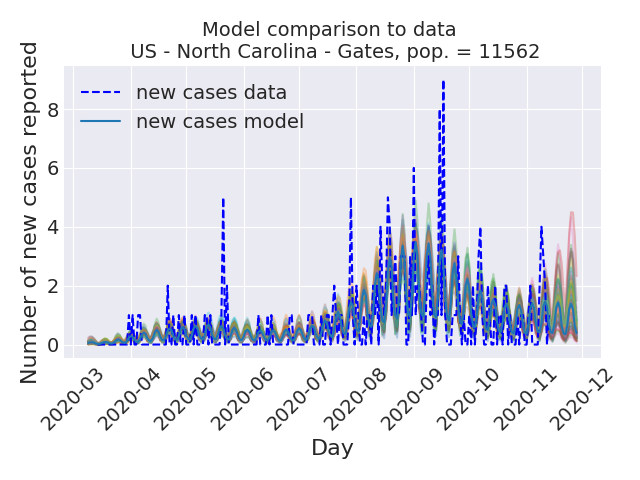 Model comparison to data
US - North Carolina - Gates, pop. = 11562
Number of new cases reported
8
6
4
2
0
new cases data
new cases model
2020-03
2020-04
2020-05
2020-06
2020-07
2020-08
2020-09
2020-10
2020-11
2020-12
Day